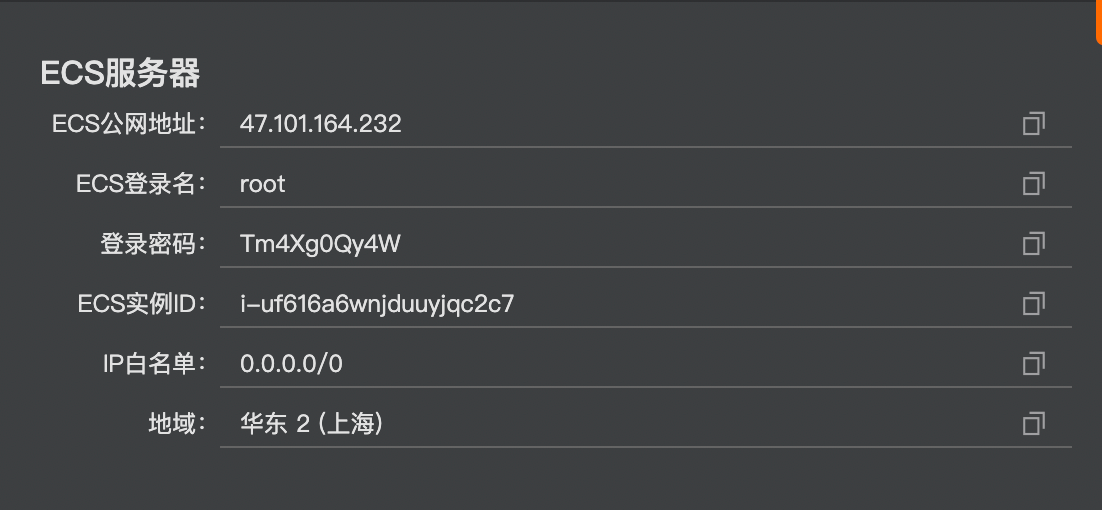 ECS服务器
ECS公网地址： 47.101.164.232
ECS登录名： root
登录密码： Tm4Xg0Qy4W
ECS实例ID： i-uf616a6wnjduuyjqc2c7
IP白名单： 0.0.0.0/0
地域： 华东 2 (上海)